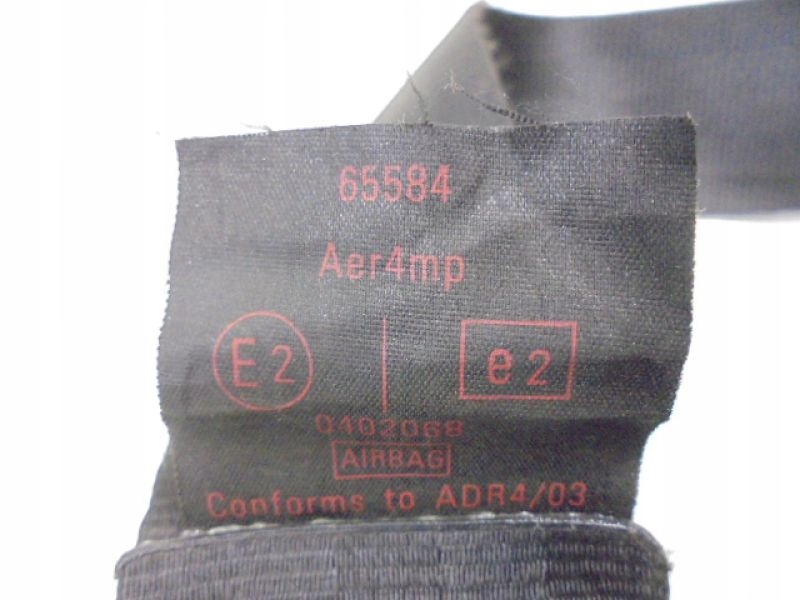 65584
Aer4mp
E2 e2
0402068
AIRBAG
Conforms to ADR4/03